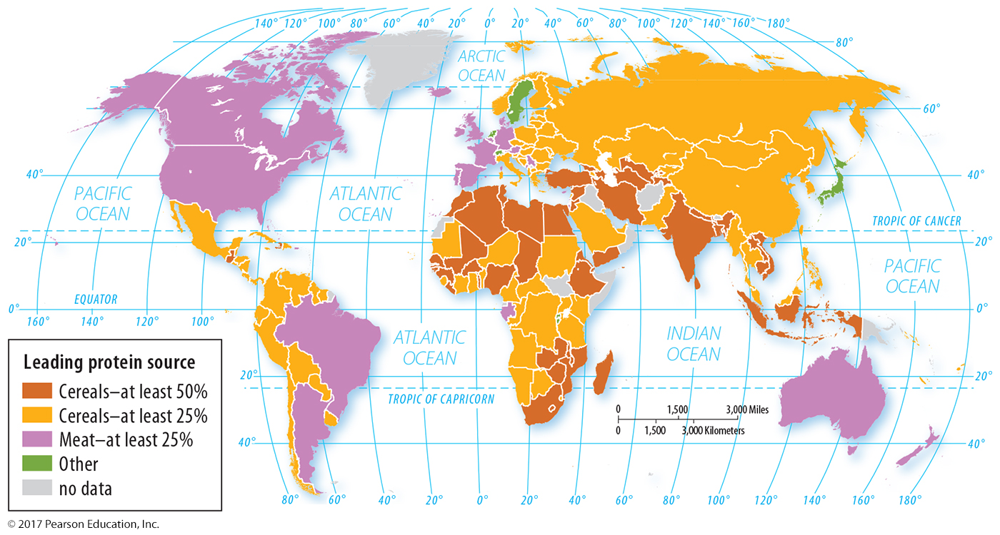 140° 120° 100° 80° 60° 40° 20° 0° 20° 40° 60° 80° 100° 120° 140° 160° 180°
80°
ARCTIC
OCEAN
60°
40°
40°
PACIFIC
OCEAN
ATLANTIC
OCEAN
TROPIC OF CANCER
20°
20°
PACIFIC
OCEAN
EQUATOR
0°
0°
160° 140° 120° 100°
ATLANTIC
OCEAN
INDIAN
OCEAN
20°
20°
TROPIC OF CAPRICORN
0 1,500 3,000 Miles
0 1,500 3,000 Kilometers
40°
40°
80° 60° 40° 20° 0° 20° 40° 80° 100° 120° 140° 160° 180°
Leading protein source
Cereals–at least 50%
Cereals–at least 25%
Meat–at least 25%
Other
no data
© 2017 Pearson Education, Inc.